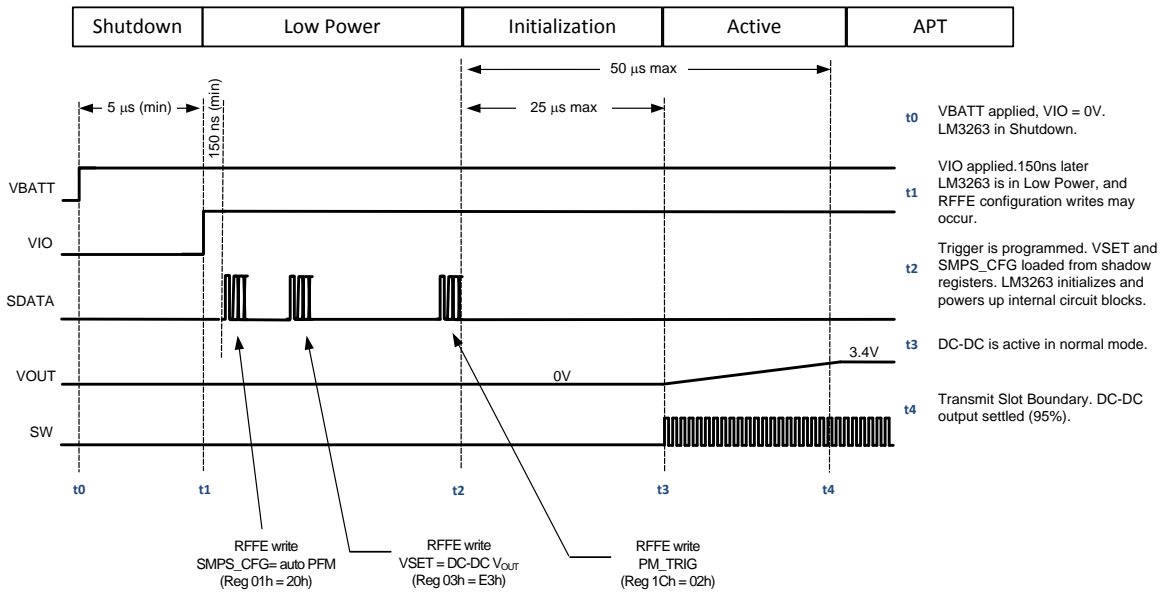 Shutdown Low Power Initialization Active APT
50 μs max
5 μs (min)
25 μs max
150 ns (min)
VBATT
VIO
SDATA
VOUT
SW
0V
3.4V
t0 t1 t2 t3 t4
RFFE write
SMPS_CFG= auto PFM
(Reg 01h = 20h)
RFFE write
VSET = DC-DC VOUT
(Reg 03h = E3h)
RFFE write
PM_TRIG
(Reg 1Ch = 02h)
t0 VBATT applied, VIO = 0V.
LM3263 in Shutdown.
VIO applied.150ns later
t1 LM3263 is in Low Power, and
RFFE configuration writes may
occur.
Trigger is programmed. VSET and
t2 SMPS_CFG loaded from shadow
registers. LM3263 initializes and
powers up internal circuit blocks.
t3 DC-DC is active in normal mode.
t4 Transmit Slot Boundary. DC-DC
output settled (95%).